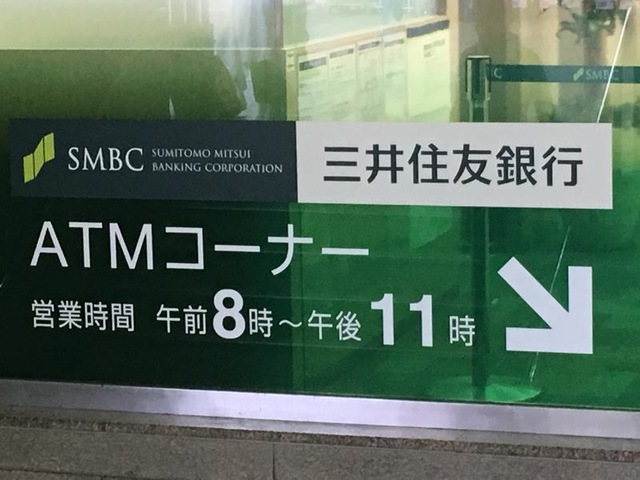 SMBC
SMBC SUMITOMO MITSUI
BANKING CORPORATION
三井住友銀行
ATMコーナー
営業時間 午前8時～午後11時